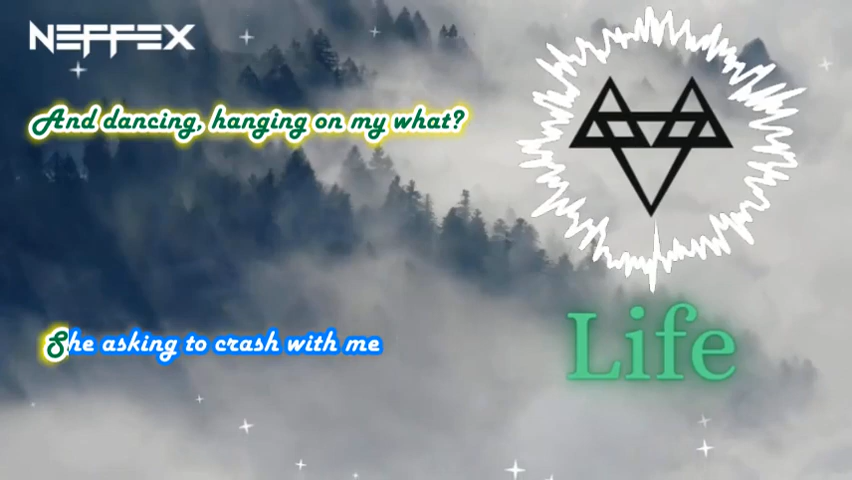 NEFFEX
And dancing, hanging on my what?
She asking to crash with me
Life